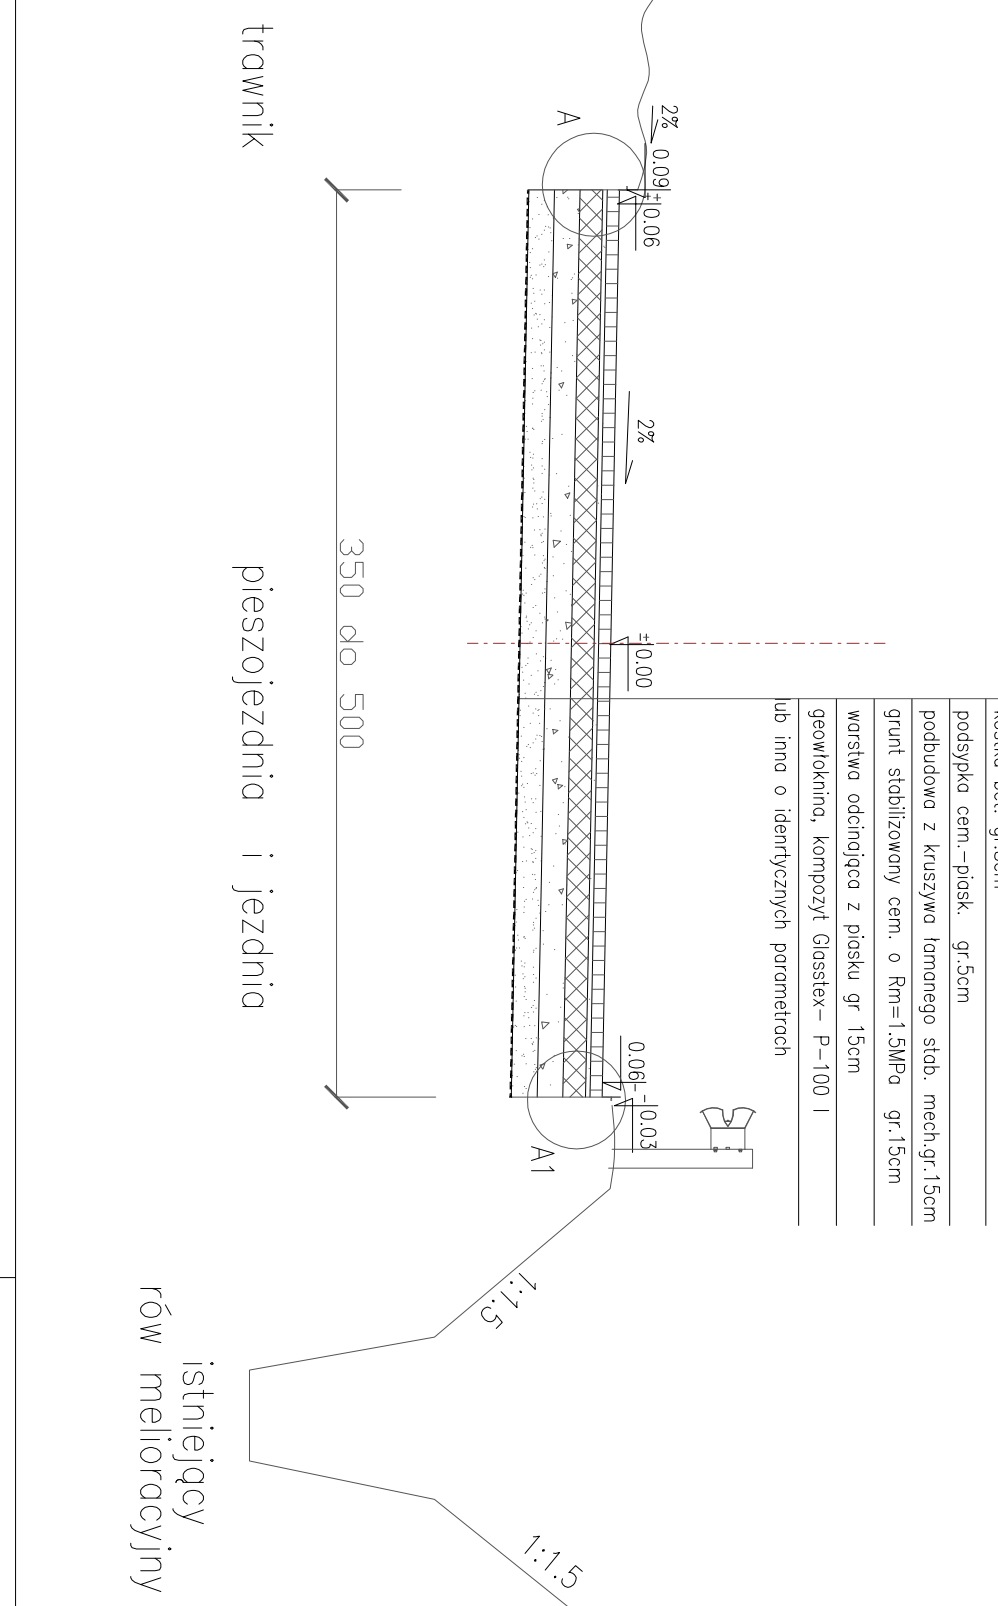 podsypka cem.-piask. gr.5cm
podbudowa z kruszywa łamanego stab. mech.gr.15cm
grunt stabilizowany cem. o Rm=1.5MPa gr.15cm
warstwa odcinająca z piasku gr 15cm
geowłoknina, kompozyt Glasstex- P-100 l
lub inna o idenrtycznych parametrach
2%
0.09
+0.06
2%
±0.00
0.06
-0.03
A
A1
1:1.5
1:1.5
350 do 500
trawnik
pieszojezdnia i jezdnia
istniejący
rów melioracyjny